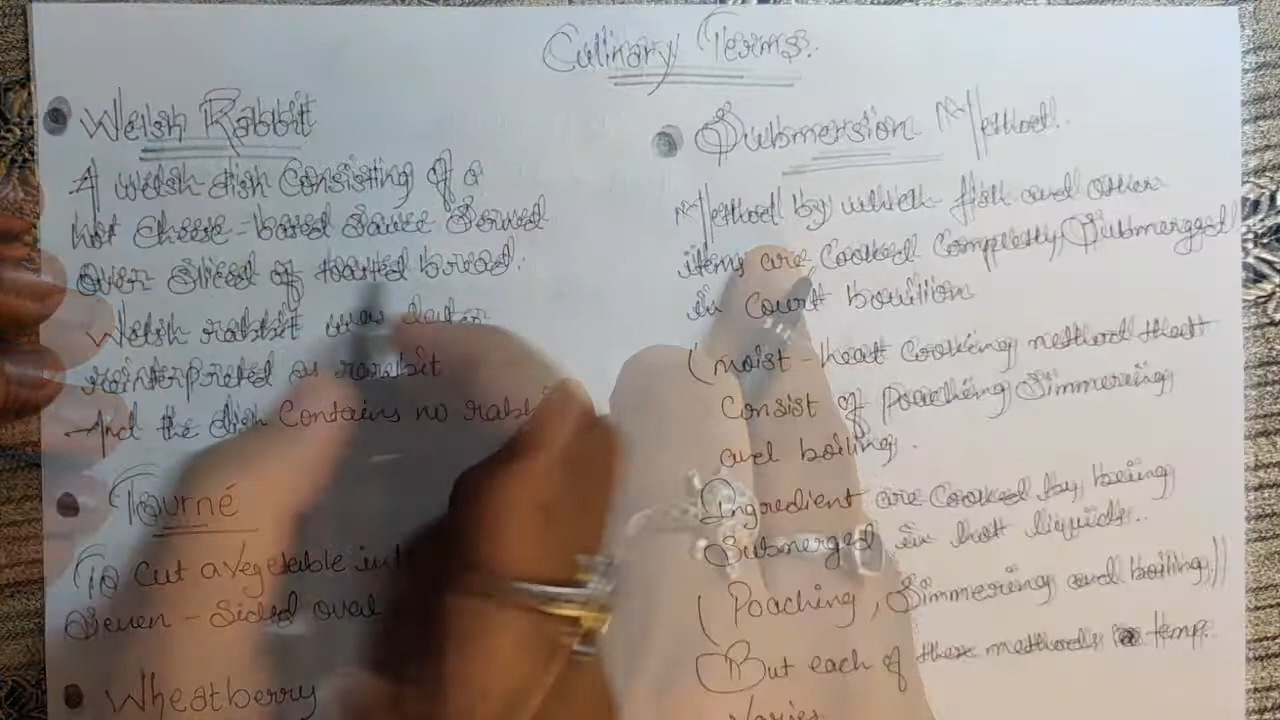 Culinary Terms.
Welsh Rabbit
A welsh dish Consisting of a
hot cheese-based Sauce Served
over Sliced of toasted bread.
Welsh rabbit was later
reinterpreted as rarebit
And the dish Contains no
Tourné
To Cut a vegetable
Seven-Sided oval
Wheatberry
Submersion Method.
Method by which fish and other
items are Cooked Completly Submerged
in Court bouillon
(moist-heat Cooking method that
Consist of Poaching Simmering
and boiling.
Ingredient are Cooked by being
Submerged in hot liquids..
(Poaching, Simmering and boiling,))
But each of these methods temp.
Varies